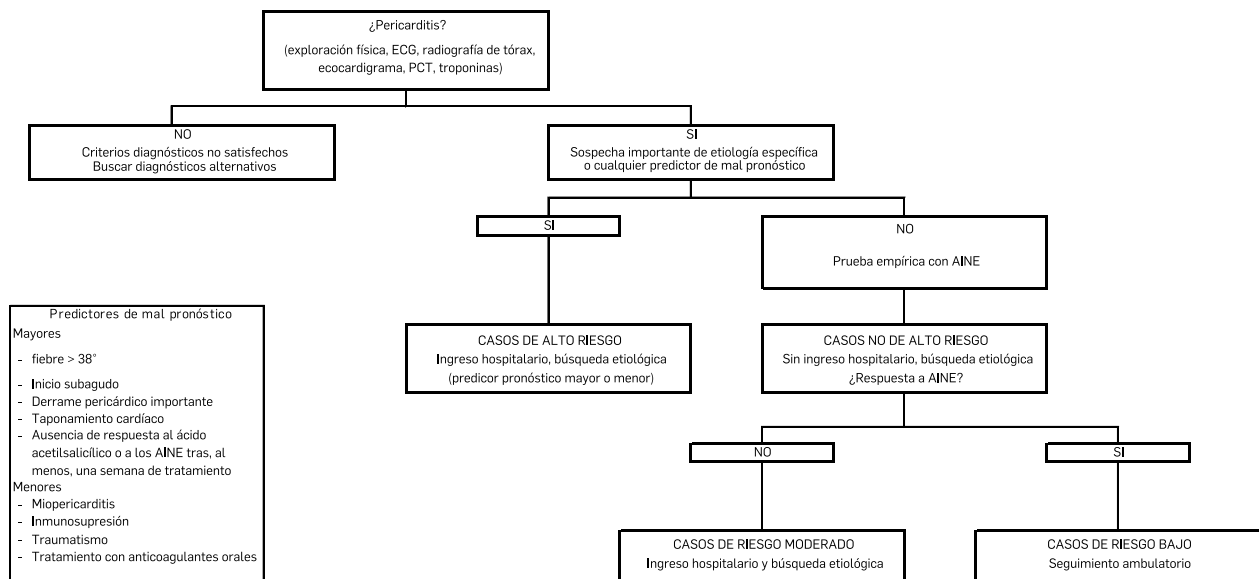 ¿Pericarditis?
(exploración física, ECG, radiografía de tórax,
ecocardigrama, PCT, troponinas)
NO
Criterios diagnósticos no satisfechos
Buscar diagnósticos alternativos
SI
Sospecha importante de etiología específica
o cualquier predictor de mal pronóstico
SI
NO
Prueba empírica con AINE
CASOS DE ALTO RIESGO
Ingreso hospitalario, búsqueda etiológica
(predicor pronóstico mayor o menor)
CASOS NO DE ALTO RIESGO
Sin ingreso hospitalario, búsqueda etiológica
¿Respuesta a AINE?
NO
SI
CASOS DE RIESGO MODERADO
Ingreso hospitalario y búsqueda etiológica
CASOS DE RIESGO BAJO
Seguimiento ambulatorio
Predictores de mal pronóstico
Mayores
- fiebre > 38°
- Inicio subagudo
- Derrame pericárdico importante
- Taponamiento cardíaco
- Ausencia de respuesta al ácido
acetilsalicílico o a los AINE tras, al
menos, una semana de tratamiento
Menores
- Miopericarditis
- Inmunosupresión
- Traumatismo
- Tratamiento con anticoagulantes orales